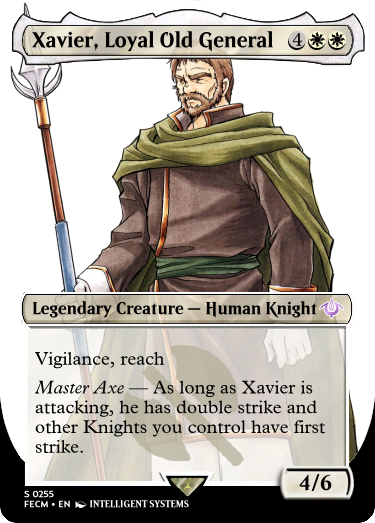 Xavier, Loyal Old General 4
Legendary Creature — Human Knight
Vigilance, reach
Master Axe — As long as Xavier is
attacking, he has double strike and
other Knights you control have first
strike.
4/6
S 0255
FECM • EN INTELLIGENT SYSTEMS